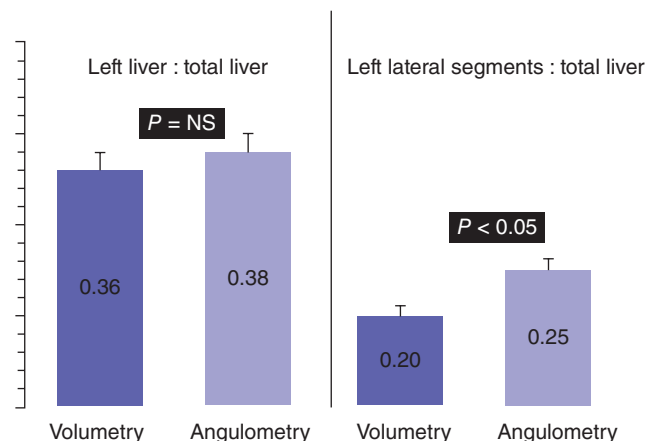 Left liver : total liver
P = NS
0.36
0.38
Volumetry
Angulometry
Left lateral segments : total liver
P < 0.05
0.20
0.25
Volumetry
Angulometry